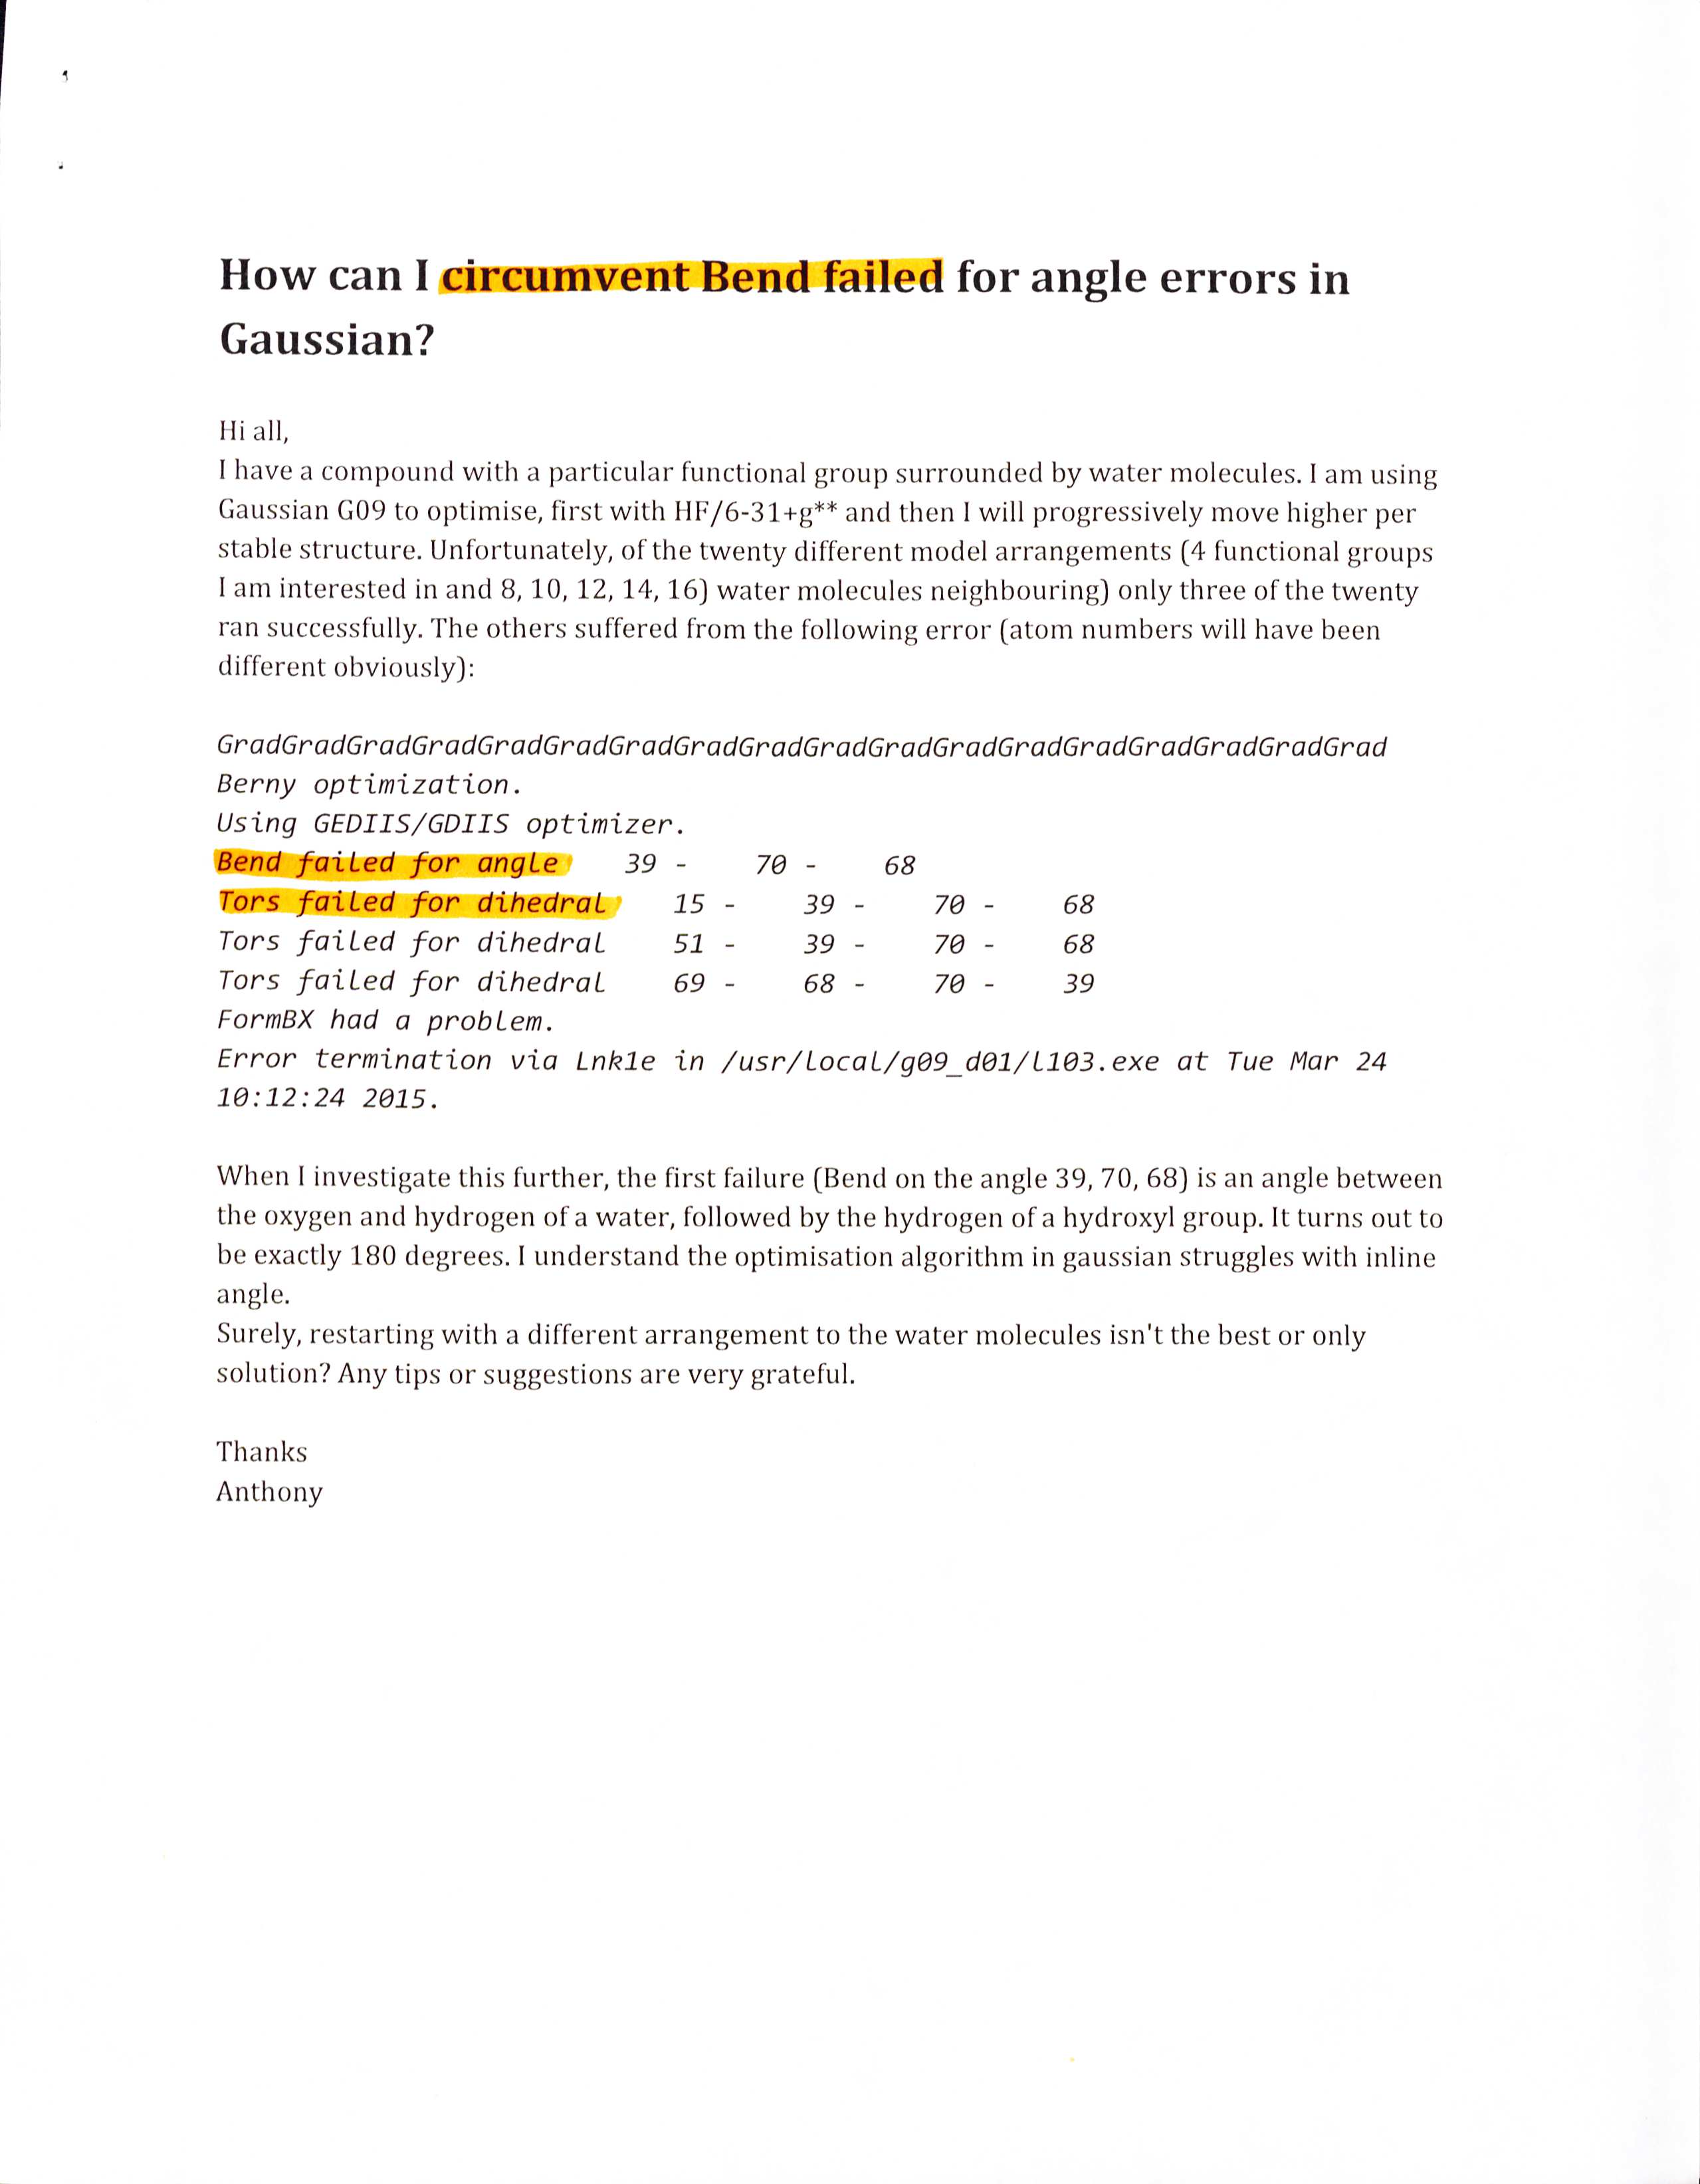 How can I circumvent Bend failed for angle errors in
Gaussian?
Hi all,
I have a compound with a particular functional group surrounded by water molecules. I am using
Gaussian G09 to optimise, first with HF/6-31+g** and then I will progressively move higher per
stable structure. Unfortunately, of the twenty different model arrangements (4 functional groups
I am interested in and 8, 10, 12, 14, 16) water molecules neighbouring) only three of the twenty
ran successfully. The others suffered from the following error (atom numbers will have been
different obviously):
GradGradGradGradGradGradGradGradGradGradGradGradGradGradGradGradGradGrad
Berny optimization.
Using GEDIIS/GDIIS optimizer.
Bend failed for angle 39 - 70 - 68
Tors failed for dihedral 15 - 39 - 70 - 68
Tors failed for dihedral 51 - 39 - 70 - 68
Tors failed for dihedral 69 - 68 - 70 - 39
FormBX had a problem.
Error termination via Lnk1e in /usr/local/g09_d01/l103.exe at Tue Mar 24
10:12:24 2015.
When I investigate this further, the first failure (Bend on the angle 39, 70, 68) is an angle between
the oxygen and hydrogen of a water, followed by the hydrogen of a hydroxyl group. It turns out to
be exactly 180 degrees. I understand the optimisation algorithm in gaussian struggles with inline
angle.
Surely, restarting with a different arrangement to the water molecules isn't the best or only
solution? Any tips or suggestions are very grateful.
Thanks
Anthony